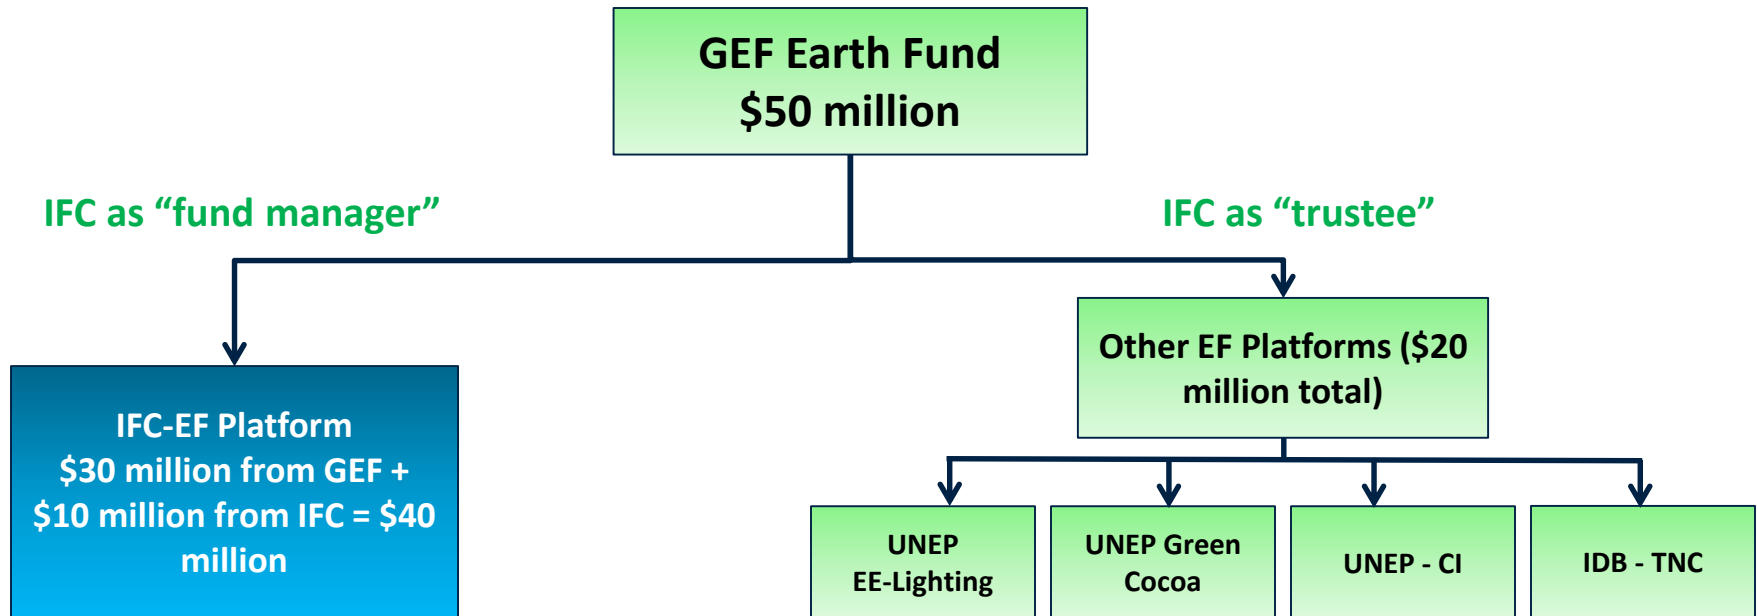 GEF Earth Fund
$50 million
IFC as “fund manager”
IFC as “trustee”
IFC-EF Platform
$30 million from GEF +
$10 million from IFC = $40
million
Other EF Platforms ($20
million total)
UNEP
EE-Lighting
UNEP Green
Cocoa
UNEP - CI
IDB - TNC